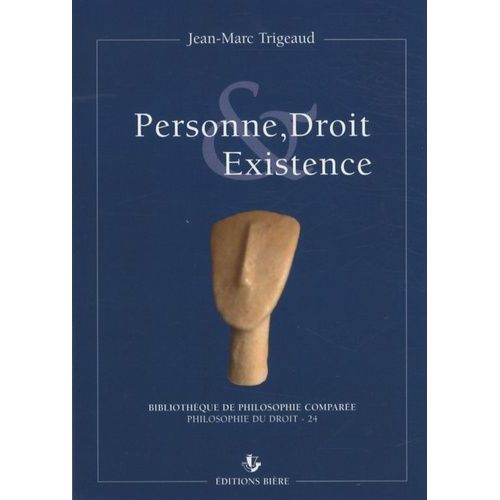 Jean-Marc Trigeaud
&
Personne, Droit
Existence
BIBLIOTHÈQUE DE PHILOSOPHIE COMPARÉE
PHILOSOPHIE DU DROIT - 24
ÉDITIONS BIÈRE